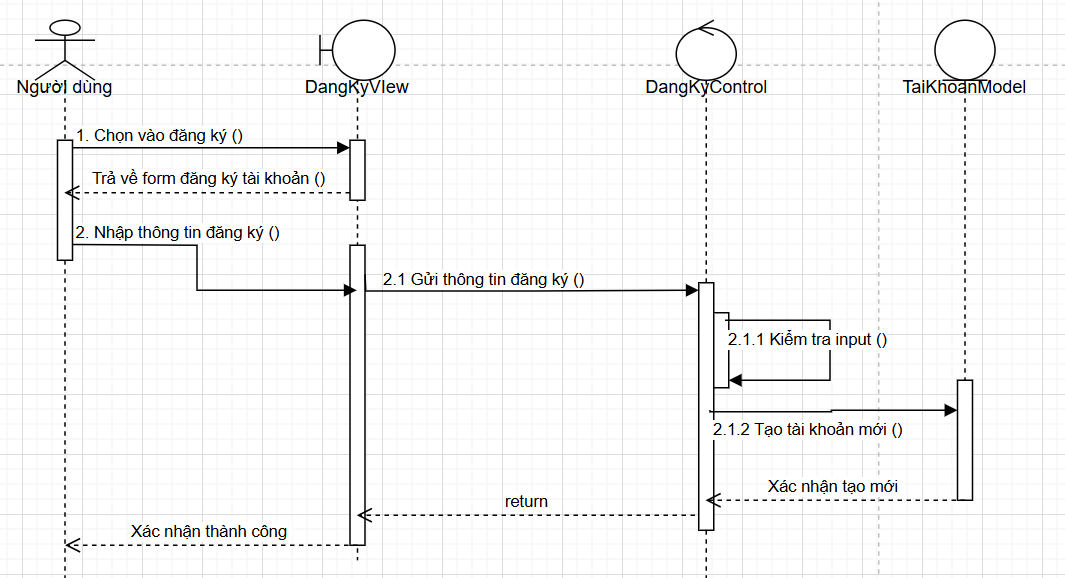 Người dùng
DangKyVIew
DangKyControl
TaiKhoanModel
1. Chọn vào đăng ký ()
Trả về form đăng ký tài khoản ()
2. Nhập thông tin đăng ký ()
2.1 Gửi thông tin đăng ký ()
2.1.1 Kiểm tra input ()
2.1.2 Tạo tài khoản mới ()
Xác nhận tạo mới
return
Xác nhận thành công